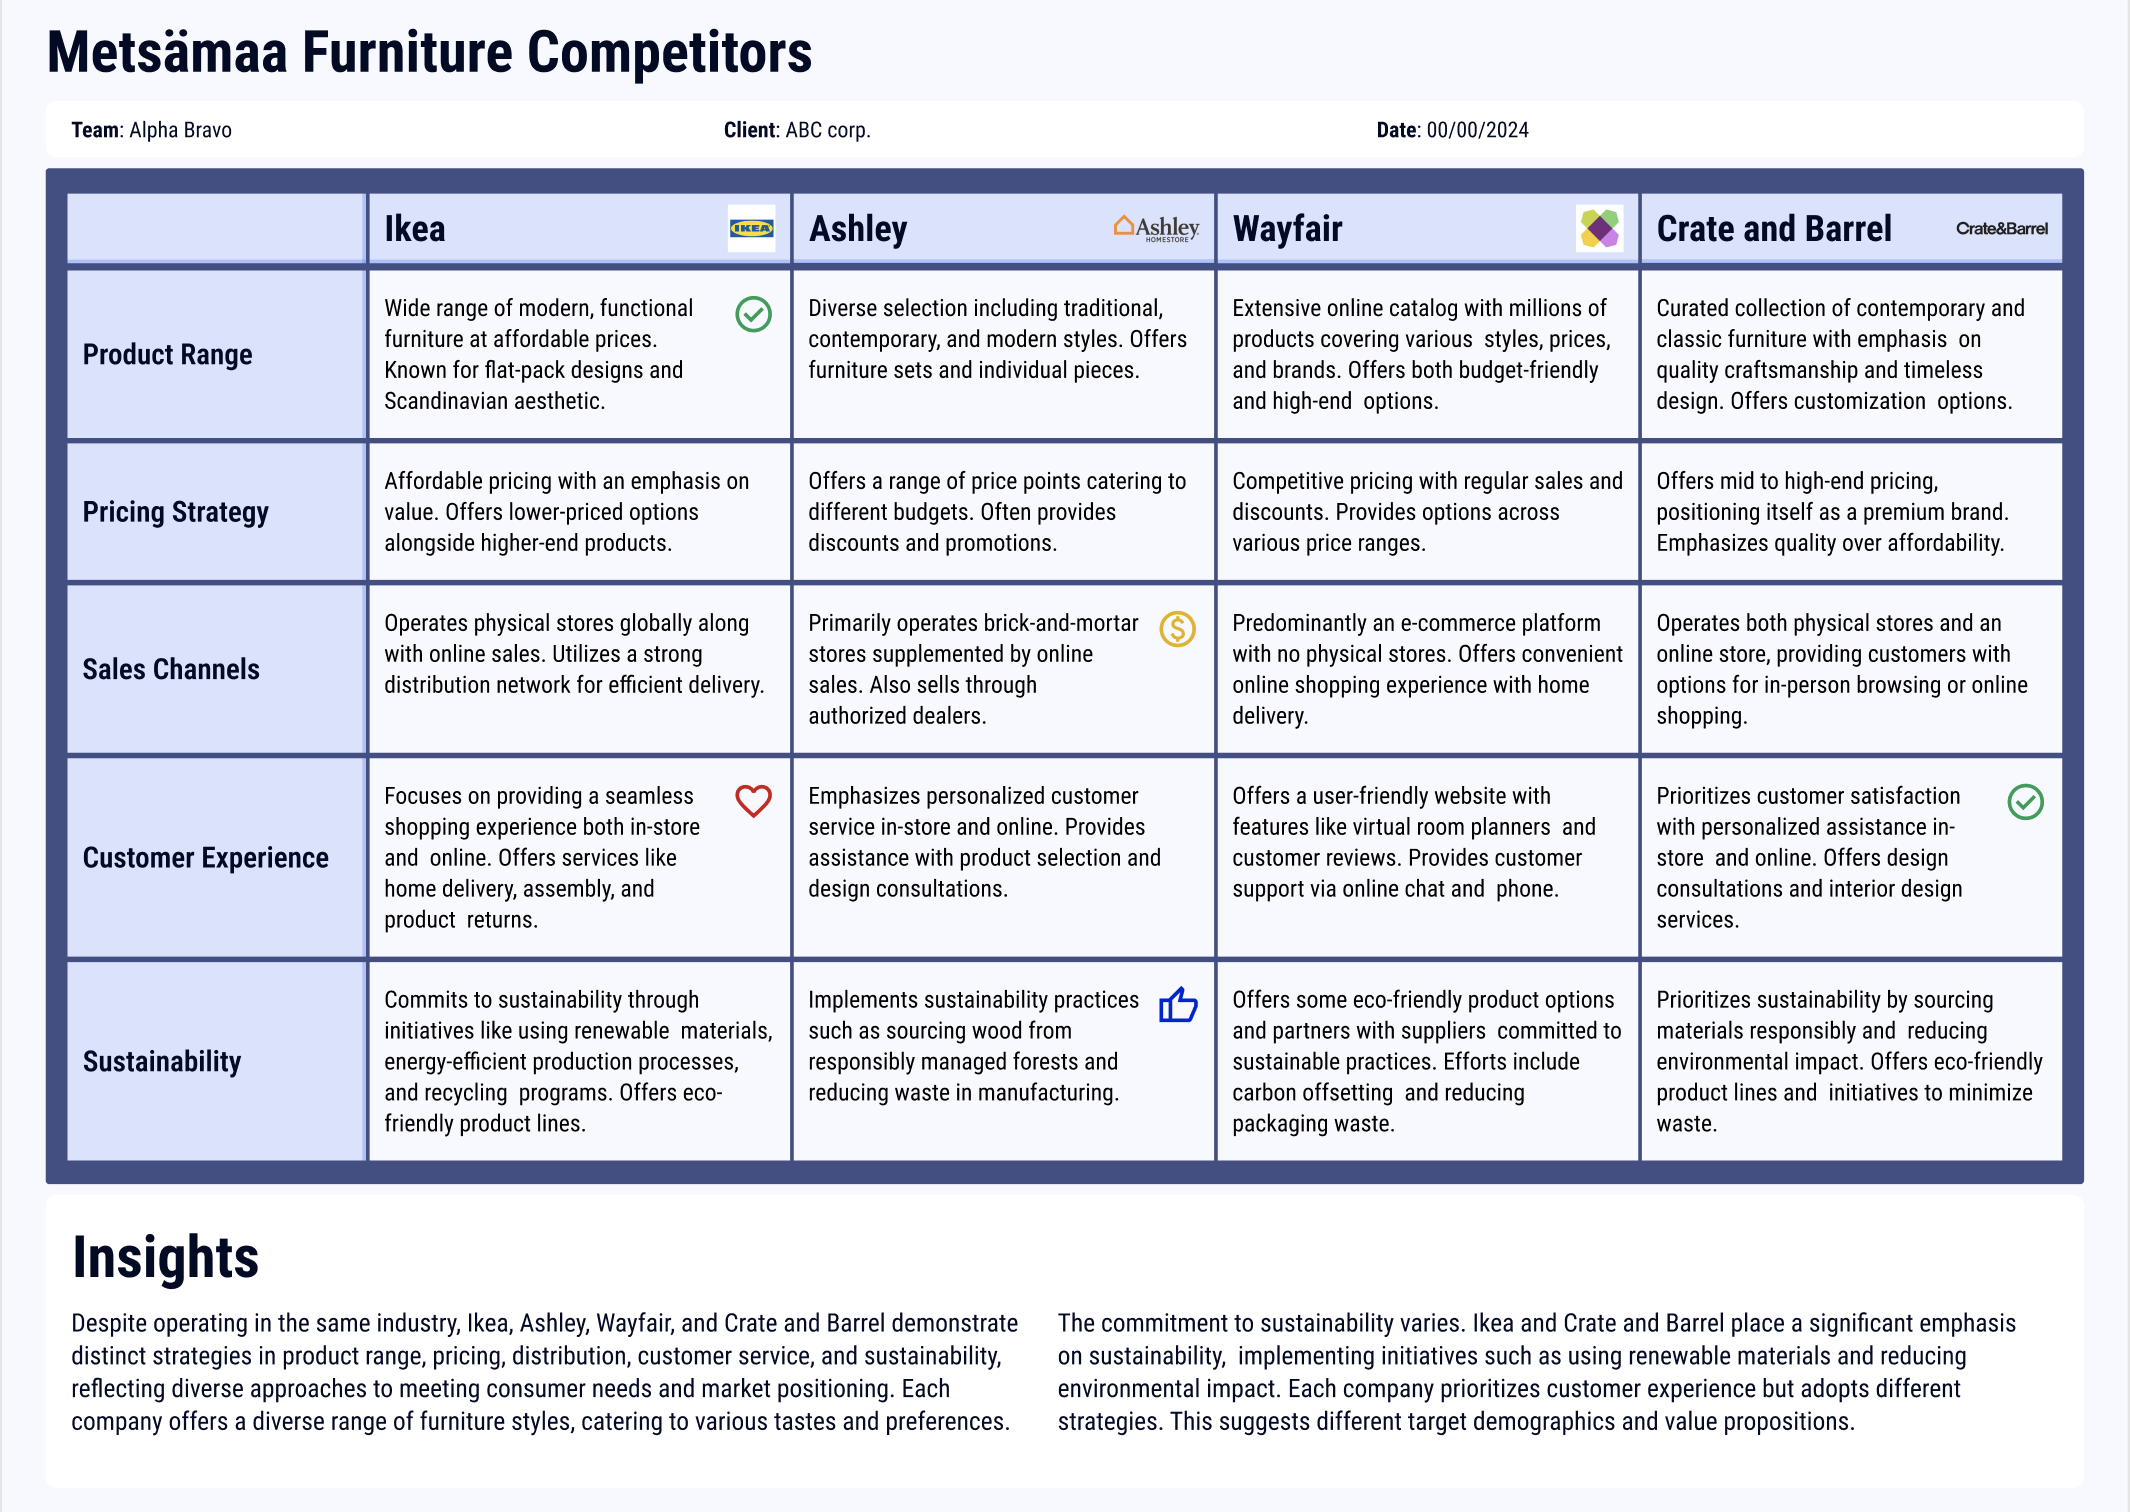 Metsämaa Furniture Competitors
Team: Alpha Bravo
Client: ABC corp.
Date: 00/00/2024
Ikea
IKEA
Ashley
Ashley
HOMESTORE
Wayfair
Crate and Barrel
Crate&Barrel
Product Range
Wide range of modern, functional
furniture at affordable prices.
Known for flat-pack designs and
Scandinavian aesthetic.
Diverse selection including traditional,
contemporary, and modern styles. Offers
furniture sets and individual pieces.
Extensive online catalog with millions of
products covering various  styles, prices,
and brands. Offers both budget-friendly
and high-end  options.
Curated collection of contemporary and
classic furniture with emphasis  on
quality craftsmanship and timeless
design. Offers customization  options.
Pricing Strategy
Affordable pricing with an emphasis on
value. Offers lower-priced options
alongside higher-end products.
Offers a range of price points catering to
different budgets. Often provides
discounts and promotions.
Competitive pricing with regular sales and
discounts. Provides options across
various price ranges.
Offers mid to high-end pricing,
positioning itself as a premium brand.
Emphasizes quality over affordability.
Sales Channels
Operates physical stores globally along
with online sales. Utilizes a strong
distribution network for efficient delivery.
Primarily operates brick-and-mortar
stores supplemented by online
sales. Also sells through
authorized dealers.
$
Predominantly an e-commerce platform
with no physical stores. Offers convenient
online shopping experience with home
delivery.
Operates both physical stores and an
online store, providing customers with
options for in-person browsing or online
shopping.
Customer Experience
Focuses on providing a seamless
shopping experience both in-store
and  online. Offers services like
home delivery, assembly, and
product  returns.
Emphasizes personalized customer
service in-store and online. Provides
assistance with product selection and
design consultations.
Offers a user-friendly website with
features like virtual room planners  and
customer reviews. Provides customer
support via online chat and  phone.
Prioritizes customer satisfaction
with personalized assistance in-
store  and online. Offers design
consultations and interior design
services.
Sustainability
Commits to sustainability through
initiatives like using renewable  materials,
energy-efficient production processes,
and recycling  programs. Offers eco-
friendly product lines.
Implements sustainability practices
such as sourcing wood from
responsibly managed forests and
reducing waste in manufacturing.
Offers some eco-friendly product options
and partners with suppliers  committed to
sustainable practices. Efforts include
carbon offsetting  and reducing
packaging waste.
Prioritizes sustainability by sourcing
materials responsibly and  reducing
environmental impact. Offers eco-friendly
product lines and  initiatives to minimize
waste.
Insights
Despite operating in the same industry, Ikea, Ashley, Wayfair, and Crate and Barrel demonstrate
distinct strategies in product range, pricing, distribution, customer service, and sustainability,
reflecting diverse approaches to meeting consumer needs and market positioning. Each
company offers a diverse range of furniture styles, catering to various tastes and preferences.
The commitment to sustainability varies. Ikea and Crate and Barrel place a significant emphasis
on sustainability,  implementing initiatives such as using renewable materials and reducing
environmental impact. Each company prioritizes customer experience but adopts different
strategies. This suggests different target demographics and value propositions.